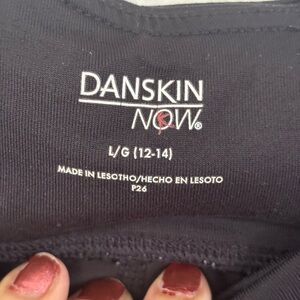 DANSKIN
NOW®
L/G (12-14)
MADE IN LESOTHO/HECHO EN LESOTO
P26